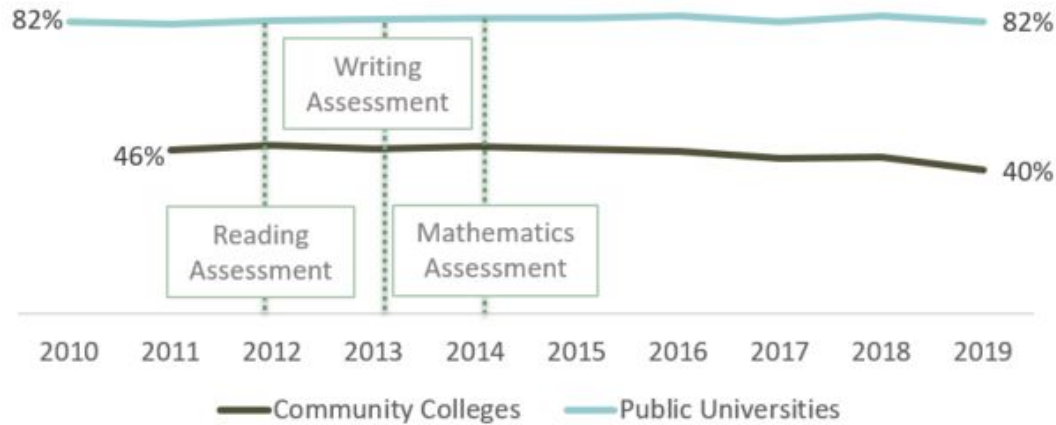 82%
82%
Writing
Assessment
46%
40%
Reading
Assessment
Mathematics
Assessment
2010 2011 2012 2013 2014 2015 2016 2017 2018 2019
Community Colleges Public Universities